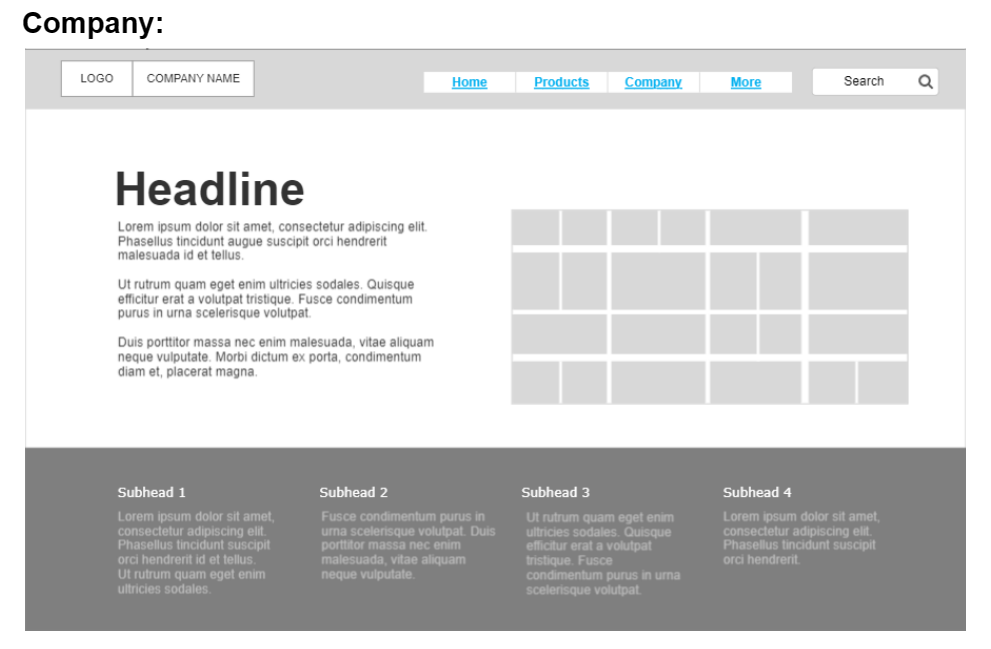 Company:
LOGO COMPANY NAME Home Products Company More Search
Headline
Lorem ipsum dolor sit amet, consectetur adipiscing elit.
Phasellus tincidunt augue suscipit orci hendrerit
malesuada id et tellus.
Ut rutrum quam eget enim ultricies sodales. Quisque
efficitur erat a volutpat tristique. Fusce condimentum
purus in urna scelerisque volutpat.
Duis porttitor massa nec enim malesuada, vitae aliquam
neque vulputate. Morbi dictum ex porta, condimentum
diam et, placerat magna.
Subhead 1
Lorem ipsum dolor sit amet,
consectetur adipiscing elit.
Phasellus tincidunt suscipit
orci hendrerit id et tellus.
Ut rutrum quam eget enim
ultricies sodales.
Subhead 2
Fusce condimentum purus in
urna scelerisque volutpat. Duis
porttitor massa nec enim
malesuada, vitae aliquam
neque vulputate.
Subhead 3
Ut rutrum quam eget enim
ultricies sodales. Quisque
efficitur erat a volutpat
tristique. Fusce
condimentum purus in urna
scelerisque volutpat.
Subhead 4
Lorem ipsum dolor sit amet,
consectetur adipiscing elit.
Phasellus tincidunt suscipit
orci hendrerit.